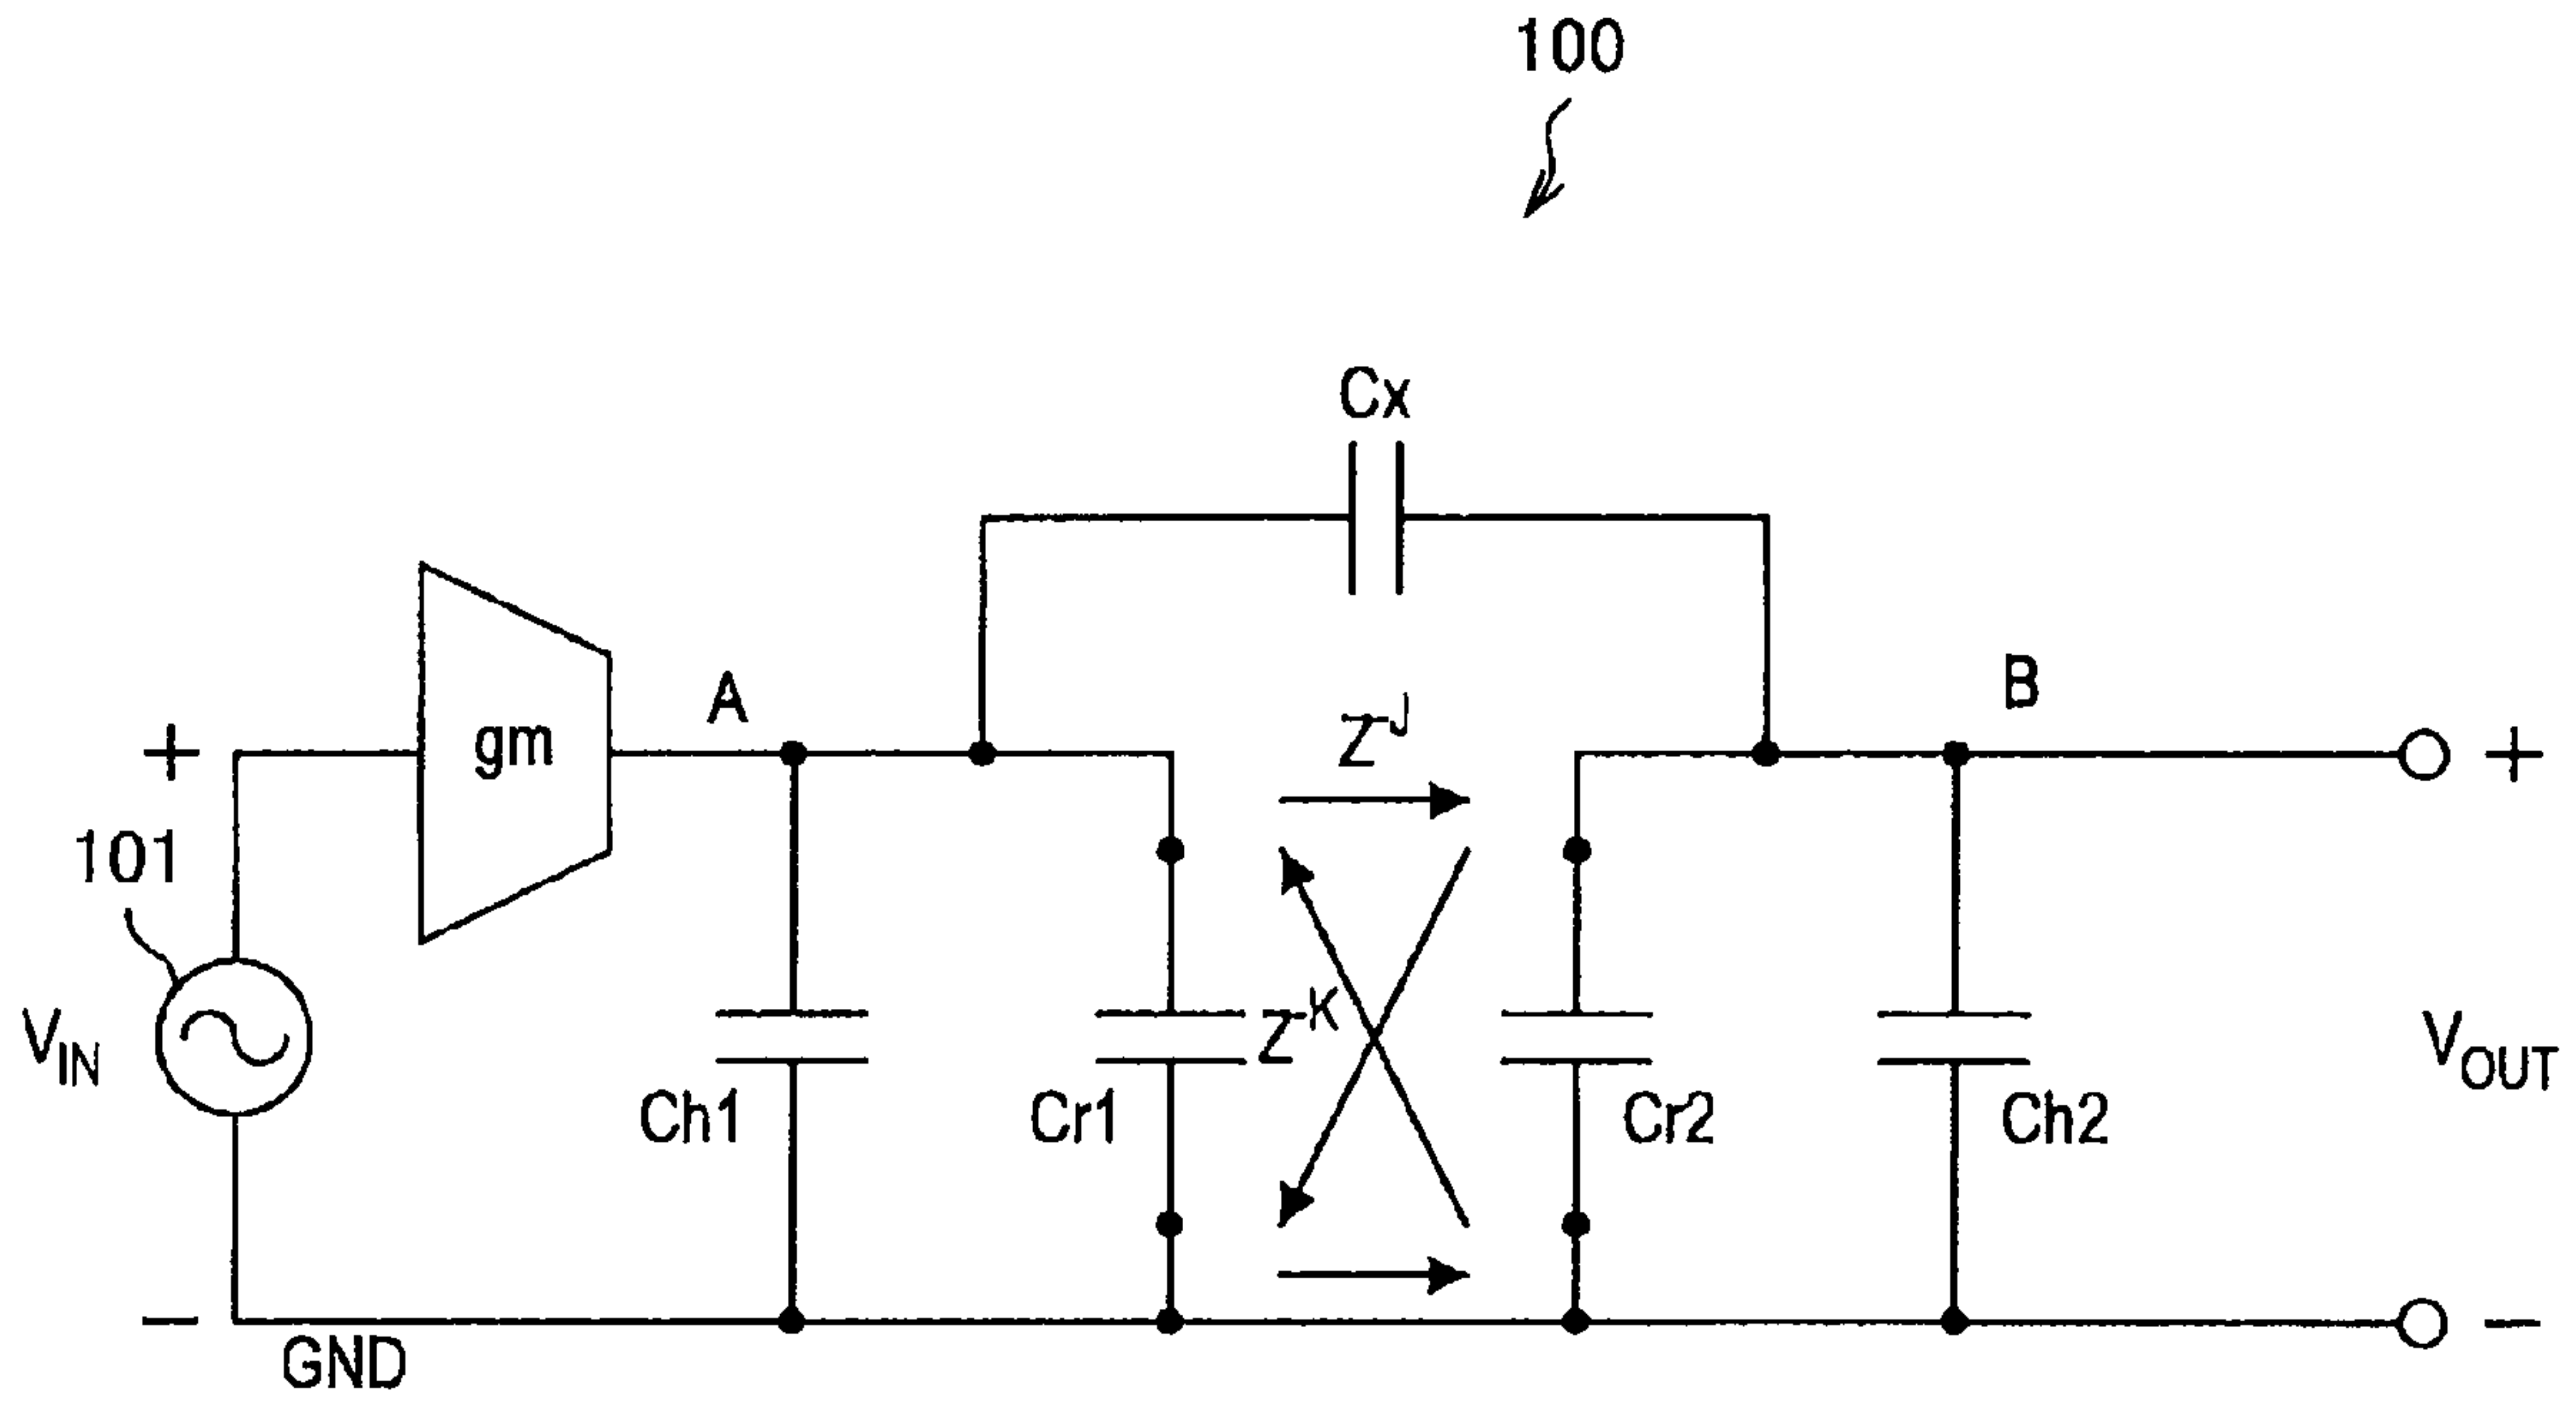 100
Cx
A
B
Z^-J
+
gm
+
101
Z^-K
V_IN
Ch1
Cr1
Cr2
Ch2
V_OUT
−
GND
−